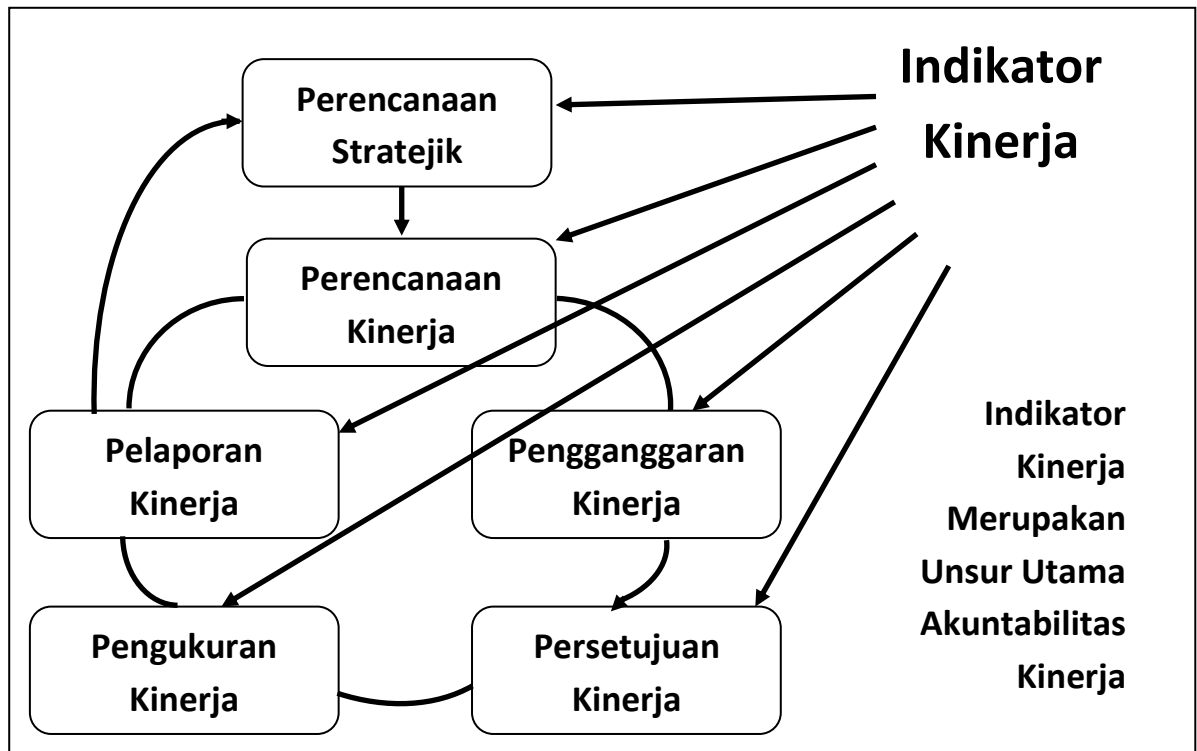 Indikator
Kinerja
Perencanaan
Stratejik
Perencanaan
Kinerja
Pelaporan
Kinerja
Pengganggaran
Kinerja
Pengukuran
Kinerja
Persetujuan
Kinerja
Indikator
Kinerja
Merupakan
Unsur Utama
Akuntabilitas
Kinerja